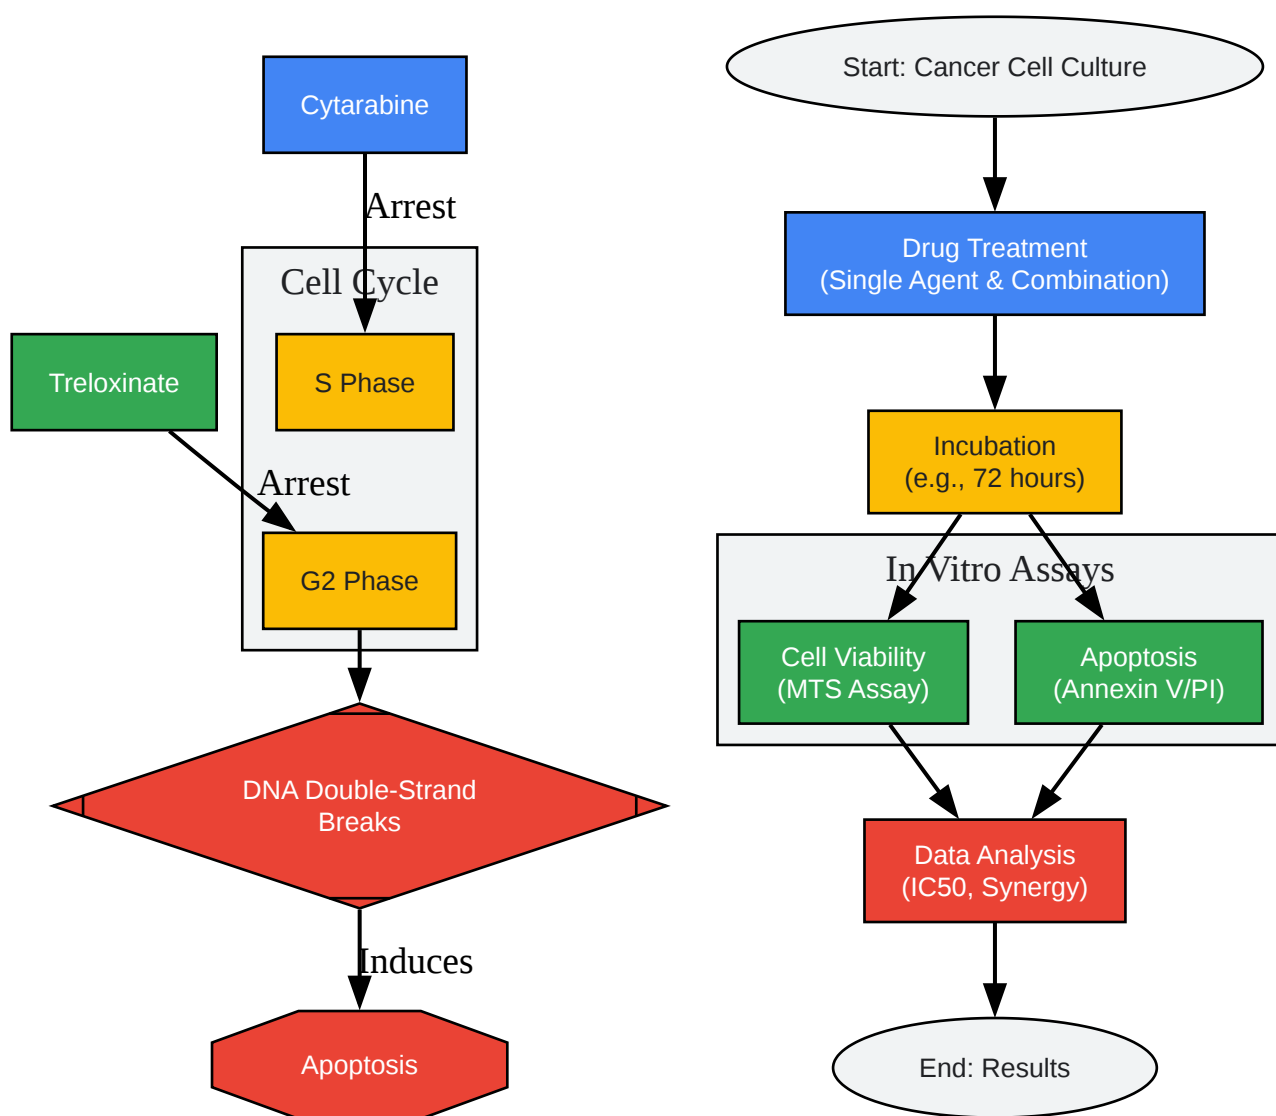 Cytarabine
Arrest
Cell Cycle
Treloxinate
S Phase
Arrest
G2 Phase
DNA Double-Strand
Breaks
Induces
Apoptosis
Start: Cancer Cell Culture
Drug Treatment
(Single Agent & Combination)
Incubation
(e.g., 72 hours)
In Vitro Assays
Cell Viability
(MTS Assay)
Apoptosis
(Annexin V/PI)
Data Analysis
(IC50, Synergy)
End: Results